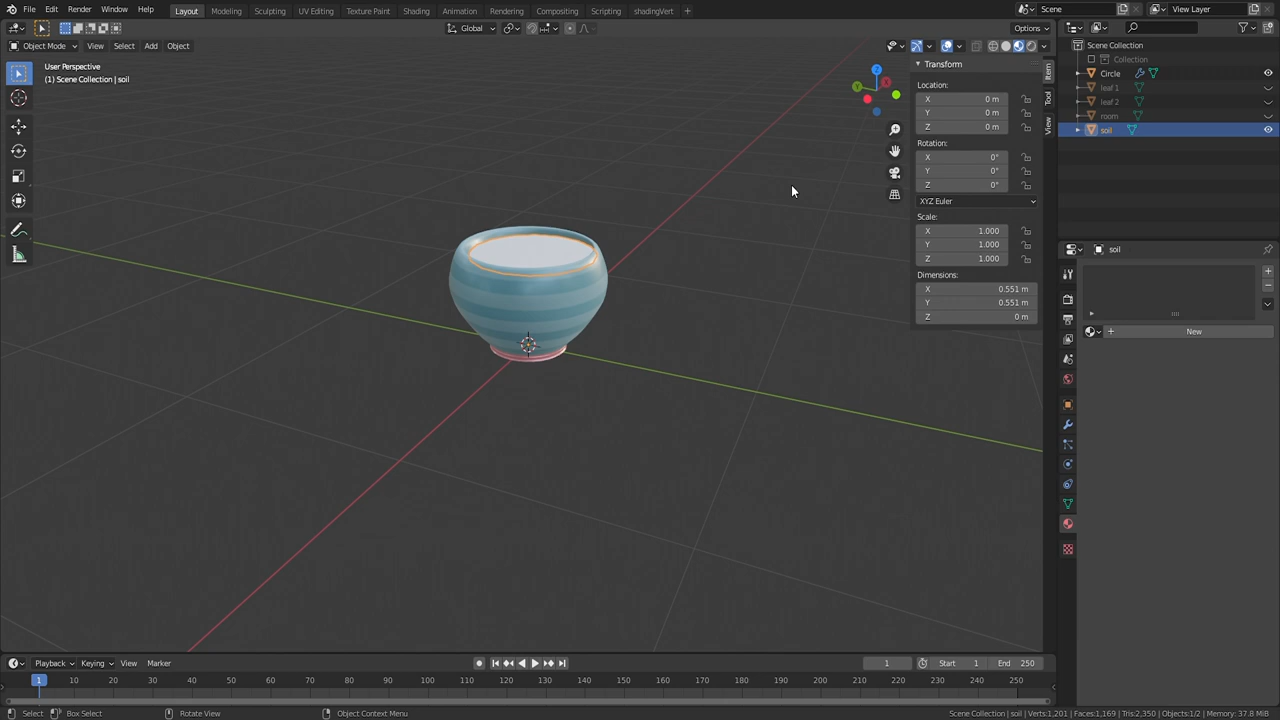 File Edit Render Window Help Layout Modeling Sculpting UV Editing Texture Paint Shading Animation Rendering Compositing Scripting shadingVert + Scene View Layer
Global Options
Object Mode View Select Add Object
User Perspective
(1) Scene Collection | soil
Z
Y
X
Transform
Location:
X 0 m
Y 0 m
Z 0 m
Rotation:
X 0°
Y 0°
Z 0°
XYZ Euler
Scale:
X 1.000
Y 1.000
Z 1.000
Dimensions:
X 0.551 m
Y 0.551 m
Z 0 m
Item
Tool
View
Scene Collection
Collection
Circle
leaf 1
leaf 2
room
soil
soil
New
Playback Keying View Marker 1 Start 1 End 250
1 10 20 30 40 50 60 70 80 90 100 110 120 130 140 150 160 170 180 190 200 210 220 230 240 250
Select Box Select Rotate View Object Context Menu Scene Collection | soil | Verts:1,201 | Faces:1,169 | Tris:2,350 | Objects:1/2 | Memory: 37.8 MiB